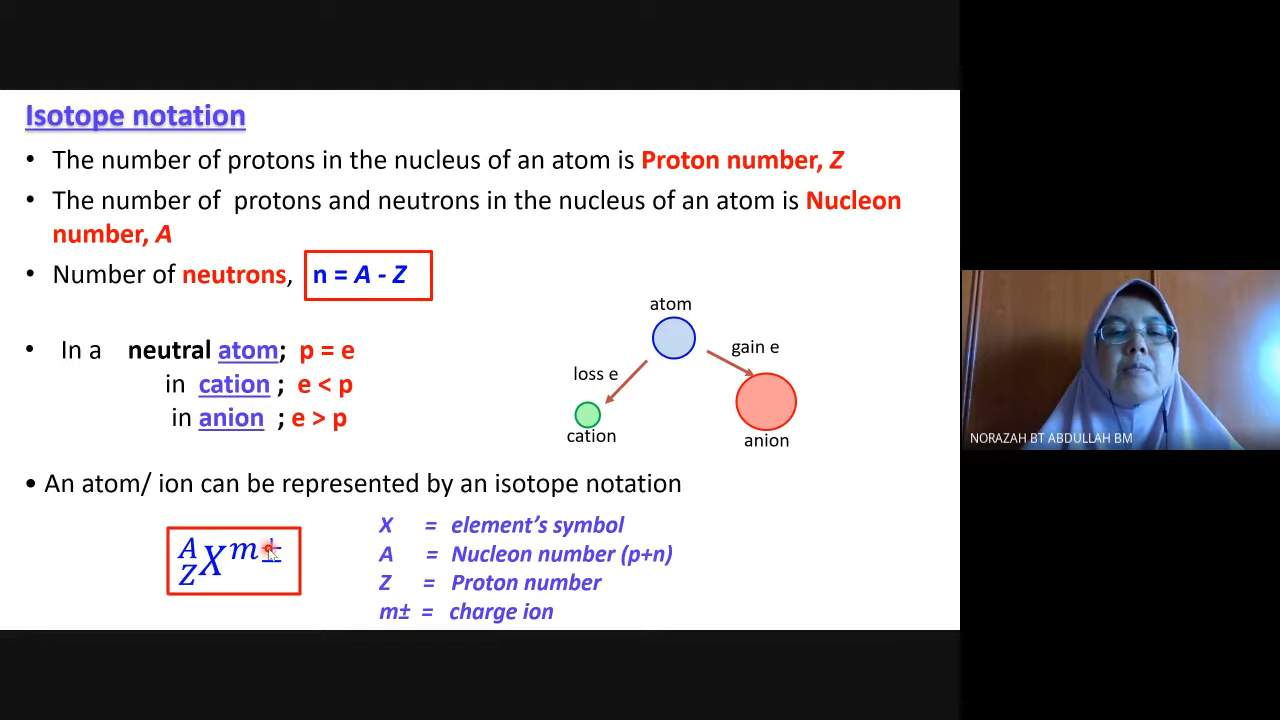 Isotope notation
• The number of protons in the nucleus of an atom is Proton number, Z
• The number of protons and neutrons in the nucleus of an atom is Nucleon
number, A
• Number of neutrons, n = A - Z
• In a neutral atom; p = e
in cation ; e < p
in anion ; e > p
atom
loss e
gain e
cation
anion
• An atom/ ion can be represented by an isotope notation
A
Z X m±
X = element's symbol
A = Nucleon number (p+n)
Z = Proton number
m± = charge ion
NORAZAH BT ABDULLAH BM